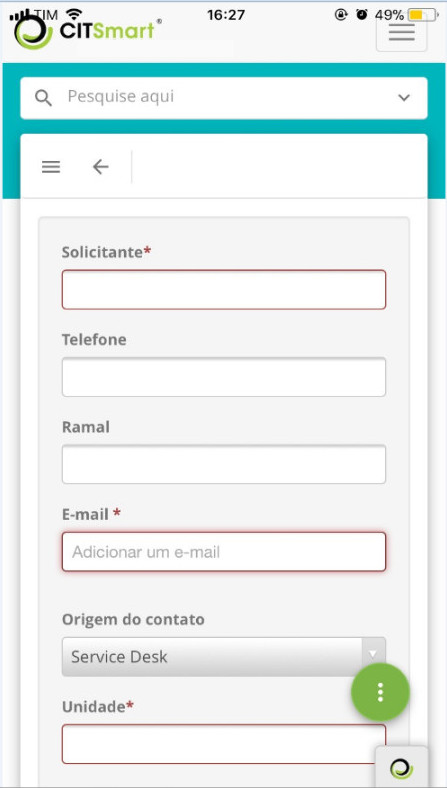 TIM 16:27 49%
CITSmart®
Pesquise aqui
Solicitante*
Telefone
Ramal
E-mail *
Adicionar um e-mail
Origem do contato
Service Desk
Unidade*